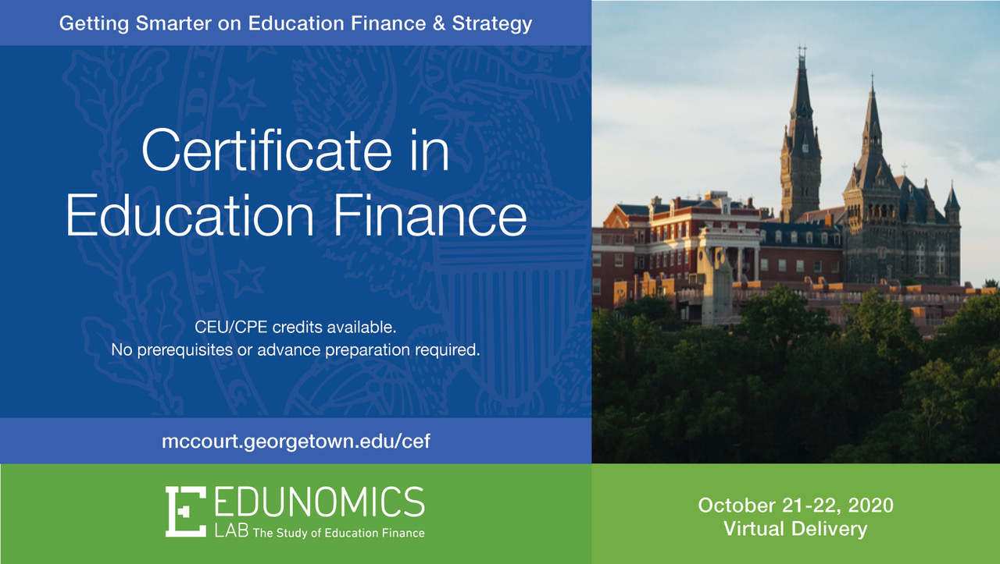 Getting Smarter on Education Finance & Strategy
Certificate in
Education Finance
CEU/CPE credits available.
No prerequisites or advance preparation required.
mccourt.georgetown.edu/cef
EDUNOMICS
LAB The Study of Education Finance
October 21-22, 2020
Virtual Delivery